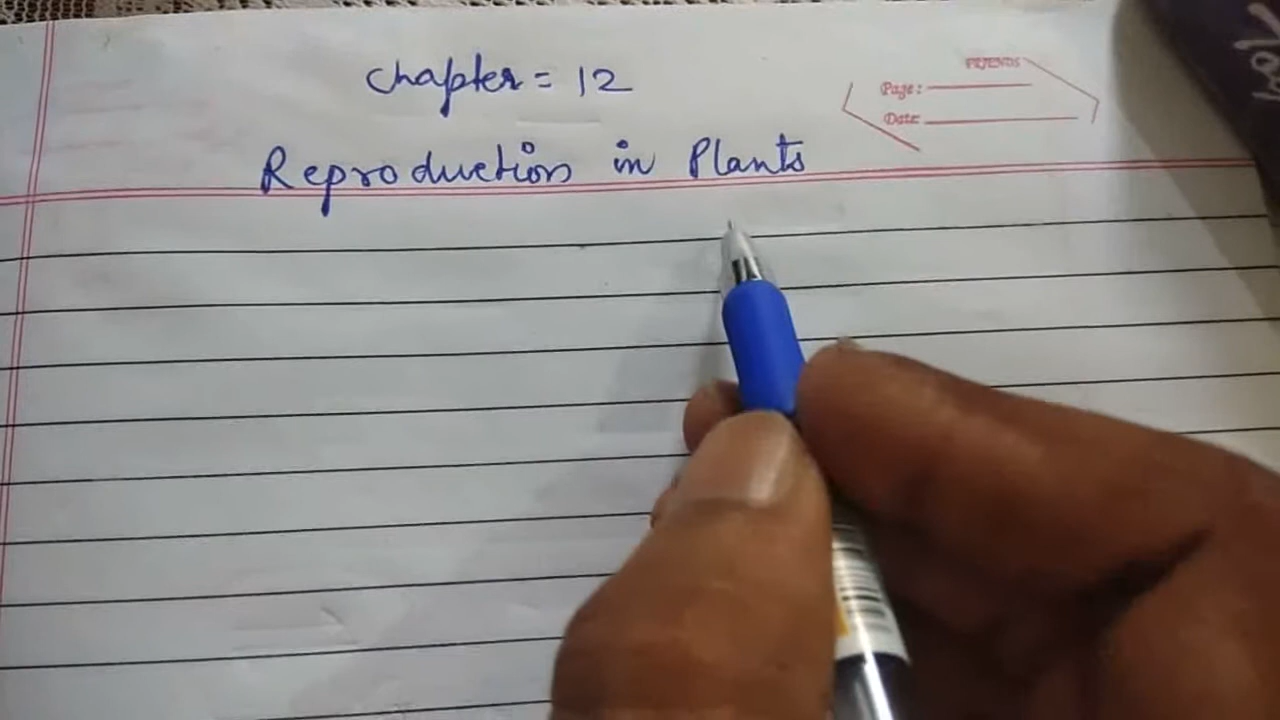 Chapter = 12
FRIENDS
Page:
Date:
Reproduction in Plants